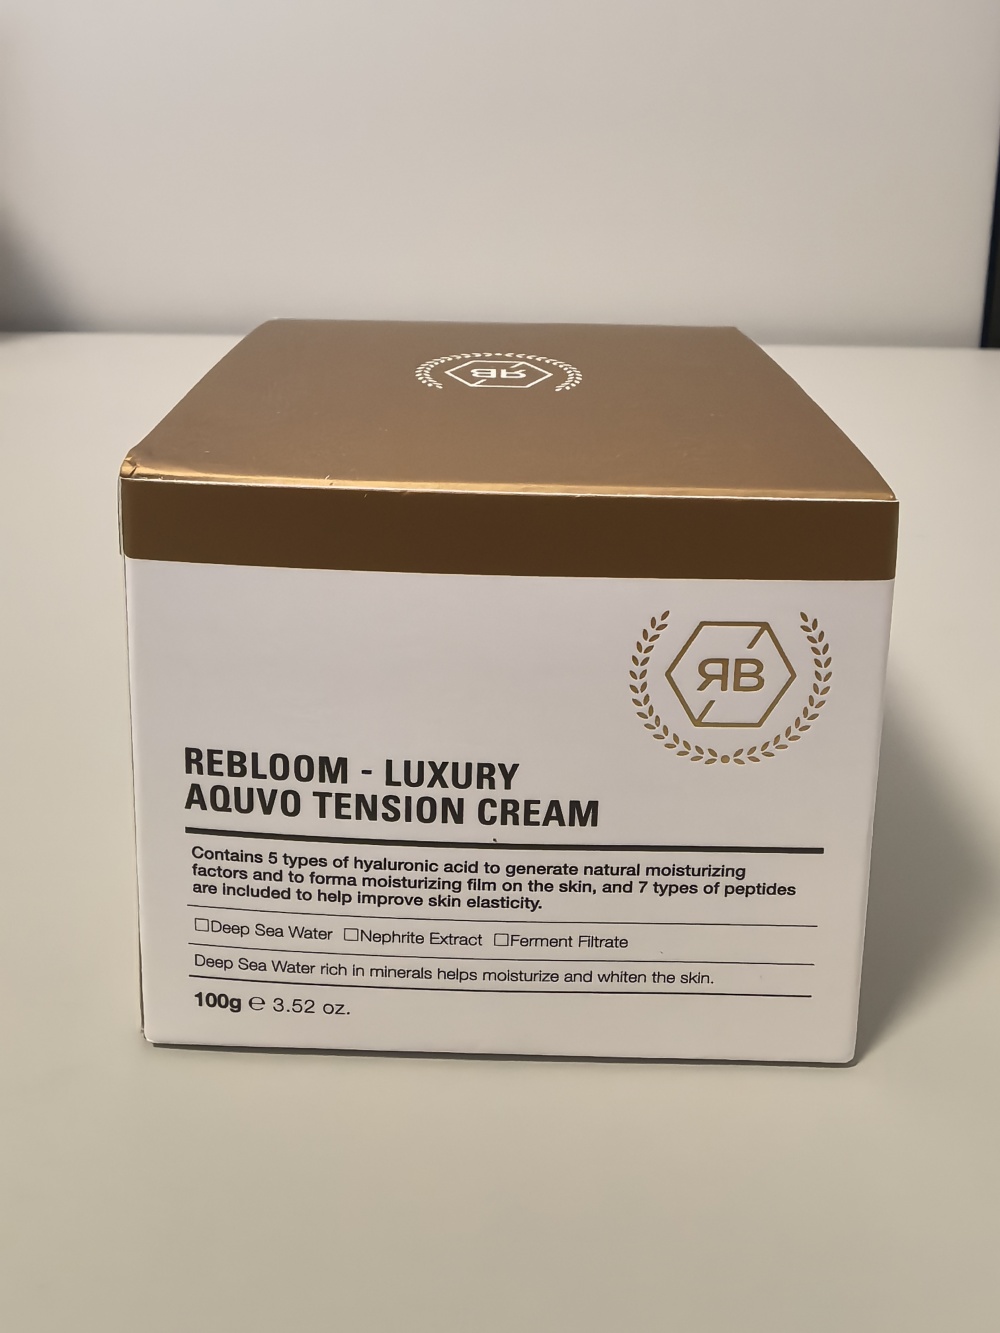 RB
RB
REBLOOM - LUXURY
AQUVO TENSION CREAM
Contains 5 types of hyaluronic acid to generate natural moisturizing
factors and to forma moisturizing film on the skin, and 7 types of peptides
are included to help improve skin elasticity.
☐Deep Sea Water ☐Nephrite Extract ☐Ferment Filtrate
Deep Sea Water rich in minerals helps moisturize and whiten the skin.
100g ℮ 3.52 oz.